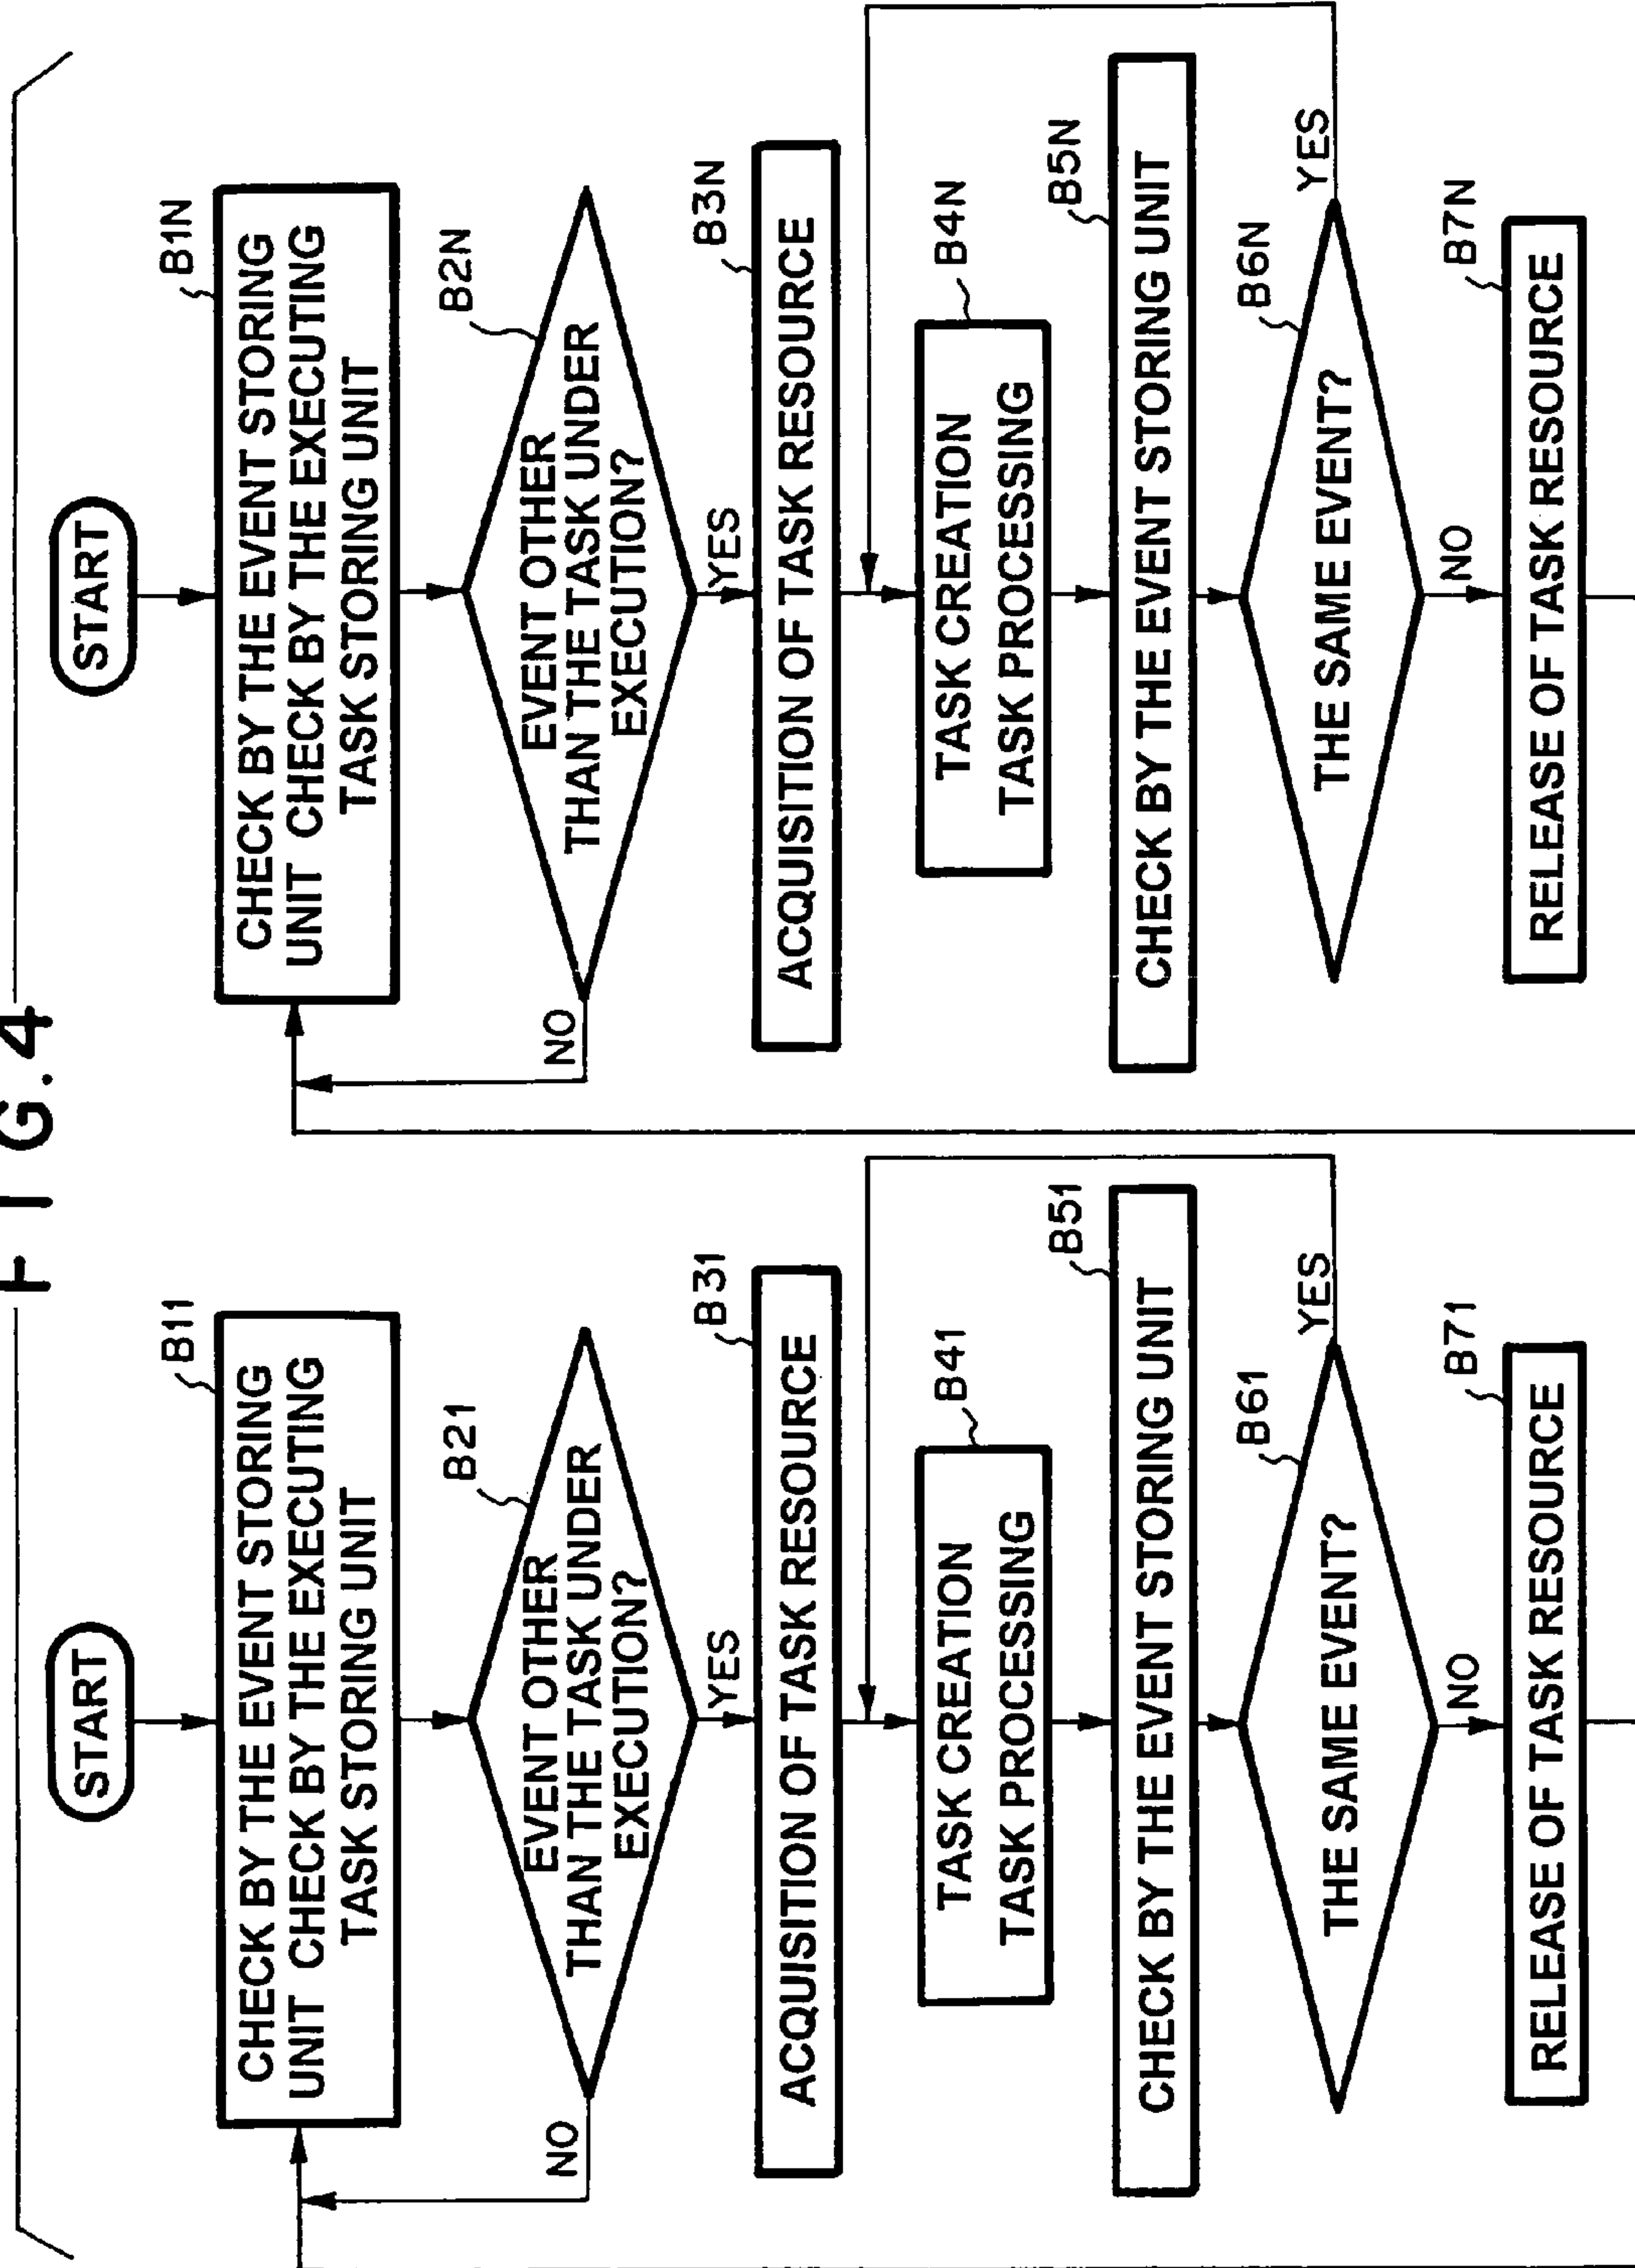 FIG.4
START
B11
CHECK BY THE EVENT STORING
UNIT CHECK BY THE EXECUTING
TASK STORING UNIT
B21
EVENT OTHER
THAN THE TASK UNDER
EXECUTION?
NO
YES
B31
ACQUISITION OF TASK RESOURCE
B41
TASK CREATION
TASK PROCESSING
B51
CHECK BY THE EVENT STORING UNIT
B61
THE SAME EVENT?
YES
NO
B71
RELEASE OF TASK RESOURCE
START
B1N
CHECK BY THE EVENT STORING
UNIT CHECK BY THE EXECUTING
TASK STORING UNIT
B2N
EVENT OTHER
THAN THE TASK UNDER
EXECUTION?
NO
YES
B3N
ACQUISITION OF TASK RESOURCE
B4N
TASK CREATION
TASK PROCESSING
B5N
CHECK BY THE EVENT STORING UNIT
B6N
THE SAME EVENT?
YES
NO
B7N
RELEASE OF TASK RESOURCE